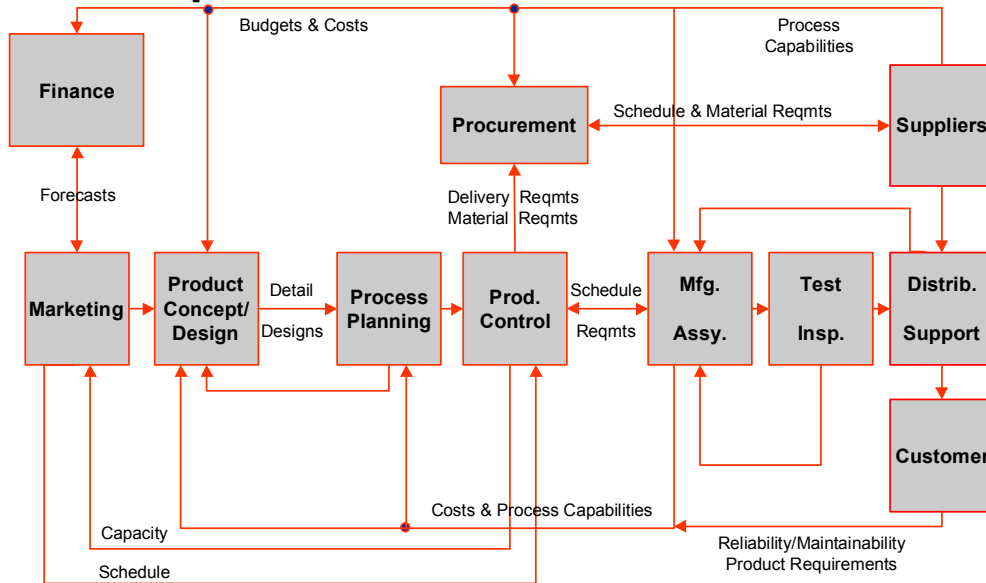 Budgets & Costs
Process
Capabilities
Finance
Procurement
Schedule & Material Reqmts
Suppliers
Forecasts
Delivery Reqmts
Material Reqmts
Marketing
Product
Concept/
Design
Detail
Designs
Process
Planning
Prod.
Control
Schedule
Reqmts
Mfg.
Assy.
Test
Insp.
Distrib.
Support
Customer
Costs & Process Capabilities
Capacity
Reliability/Maintainability
Product Requirements
Schedule